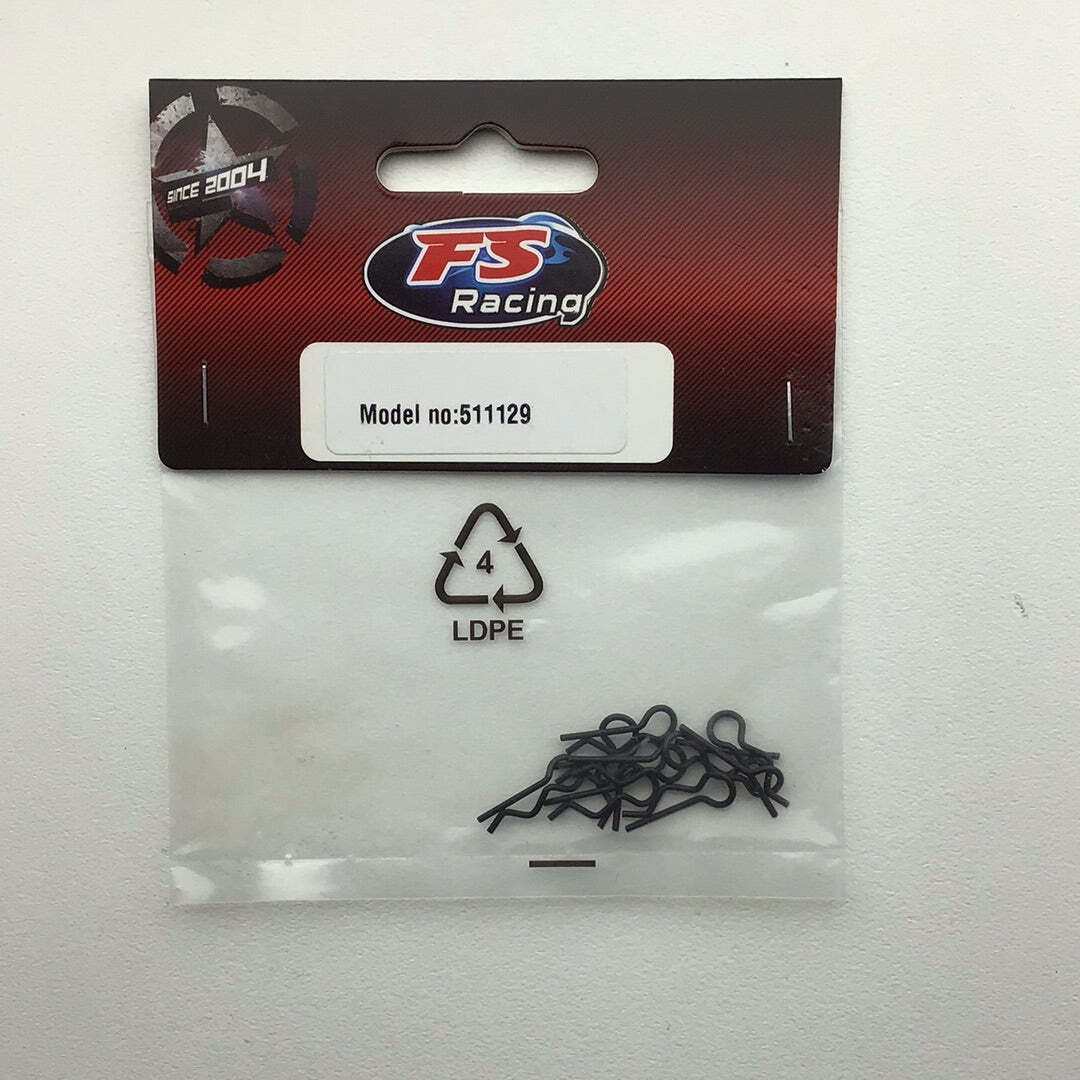 SINCE 2004
FS
Racing
Model no:511129
4
LDPE